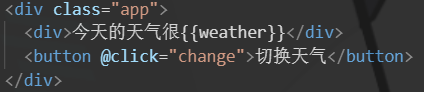 <div class="app">
<div>今天的天气很{{weather}}</div>
<button @click="change">切换天气</button>
</div>